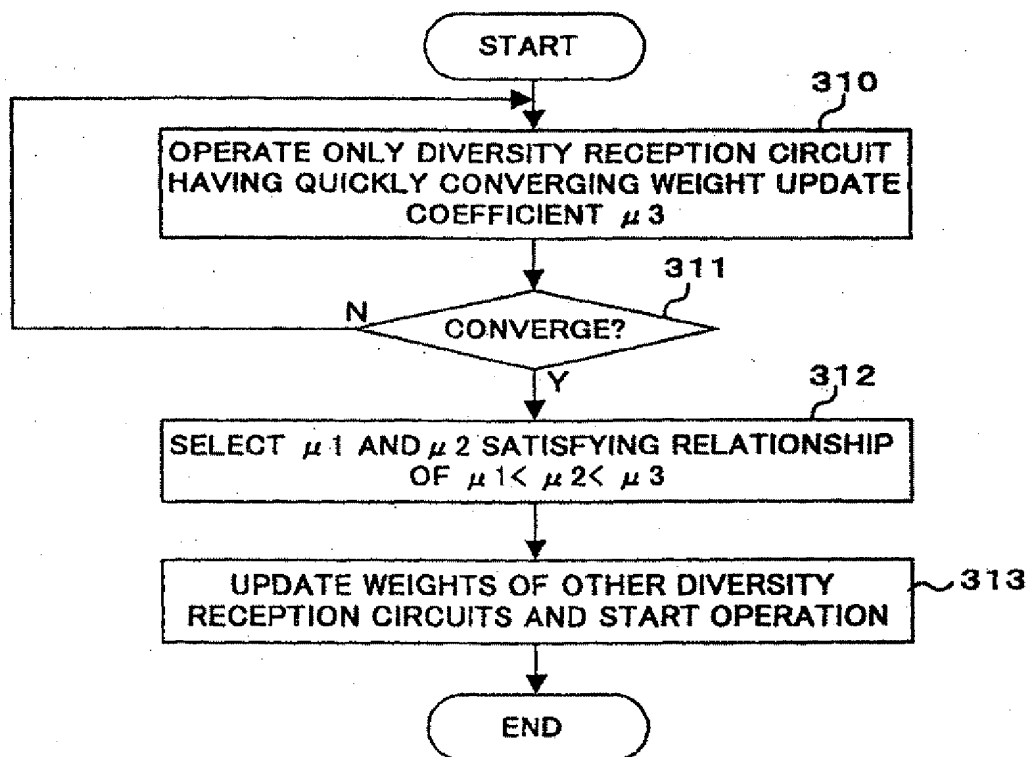 START
310
OPERATE ONLY DIVERSITY RECEPTION CIRCUIT
HAVING QUICKLY CONVERGING WEIGHT UPDATE
COEFFICIENT μ3
311
N
CONVERGE?
Y
312
SELECT μ1 AND μ2 SATISFYING RELATIONSHIP
OF μ1< μ2< μ3
UPDATE WEIGHTS OF OTHER DIVERSITY
RECEPTION CIRCUITS AND START OPERATION
313
END